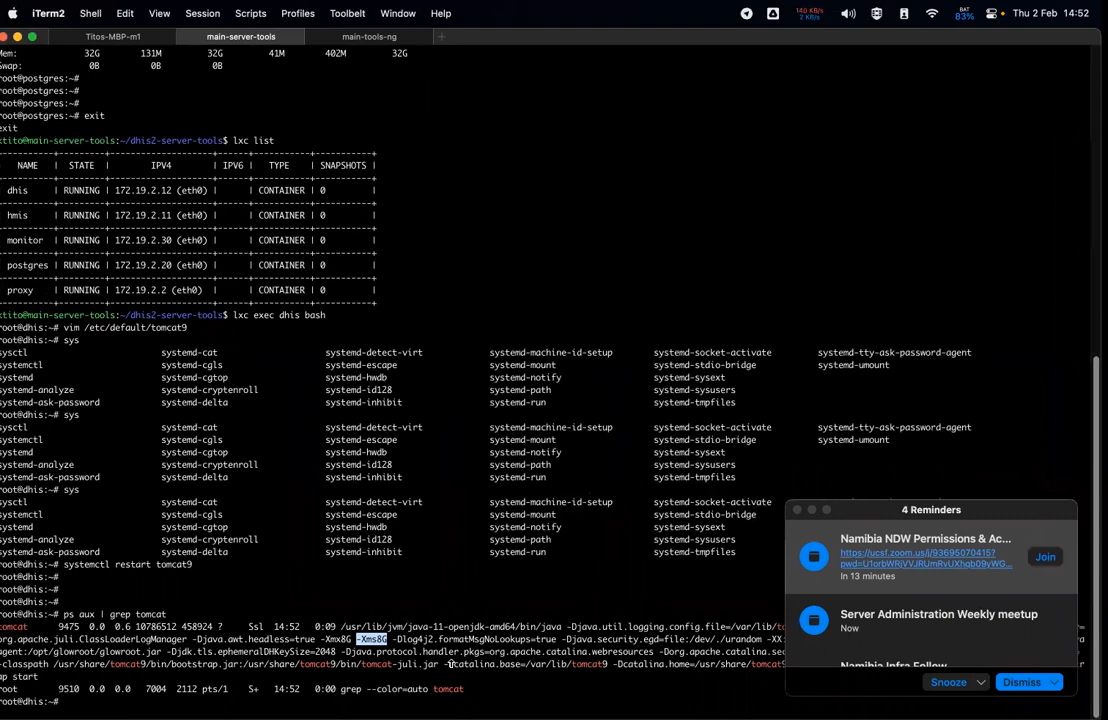 iTerm2 Shell Edit View Session Scripts Profiles Toolbelt Window Help 140 KB/s 2 KB/s BAT 83% Thu 2 Feb 14:52
Titos-MBP-m1 main-server-tools main-tools-ng
Mem: 32G 131M 32G 41M 402M 32G
Swap: 0B 0B 0B
root@postgres:~#
root@postgres:~#
root@postgres:~#
root@postgres:~# exit
exit
ktito@main-server-tools:~/dhis2-server-tools$ lxc list
----------+---------+---------------------+------+-----------+-----------+
NAME | STATE | IPV4 | IPV6 | TYPE | SNAPSHOTS |
----------+---------+---------------------+------+-----------+-----------+
dhis | RUNNING | 172.19.2.12 (eth0) | | CONTAINER | 0 |
----------+---------+---------------------+------+-----------+-----------+
hmis | RUNNING | 172.19.2.11 (eth0) | | CONTAINER | 0 |
----------+---------+---------------------+------+-----------+-----------+
monitor | RUNNING | 172.19.2.30 (eth0) | | CONTAINER | 0 |
----------+---------+---------------------+------+-----------+-----------+
postgres | RUNNING | 172.19.2.20 (eth0) | | CONTAINER | 0 |
----------+---------+---------------------+------+-----------+-----------+
proxy | RUNNING | 172.19.2.2 (eth0) | | CONTAINER | 0 |
----------+---------+---------------------+------+-----------+-----------+
ktito@main-server-tools:~/dhis2-server-tools$ lxc exec dhis bash
root@dhis:~# vim /etc/default/tomcat9
root@dhis:~# sys
sysctl systemd-cat systemd-detect-virt systemd-machine-id-setup systemd-socket-activate systemd-tty-ask-password-agent
systemctl systemd-cgls systemd-escape systemd-mount systemd-stdio-bridge systemd-umount
systemd systemd-cgtop systemd-hwdb systemd-notify systemd-sysext
systemd-analyze systemd-cryptenroll systemd-id128 systemd-path systemd-sysusers
systemd-ask-password systemd-delta systemd-inhibit systemd-run systemd-tmpfiles
root@dhis:~# sys
sysctl systemd-cat systemd-detect-virt systemd-machine-id-setup systemd-socket-activate systemd-tty-ask-password-agent
systemctl systemd-cgls systemd-escape systemd-mount systemd-stdio-bridge systemd-umount
systemd systemd-cgtop systemd-hwdb systemd-notify systemd-sysext
systemd-analyze systemd-cryptenroll systemd-id128 systemd-path systemd-sysusers
systemd-ask-password systemd-delta systemd-inhibit systemd-run systemd-tmpfiles
root@dhis:~# sys
sysctl systemd-cat systemd-detect-virt systemd-machine-id-setup systemd-socket-activate
systemctl systemd-cgls systemd-escape systemd-mount systemd-stdio-bridge
systemd systemd-cgtop systemd-hwdb systemd-notify systemd-sysext
systemd-analyze systemd-cryptenroll systemd-id128 systemd-path systemd-sysusers
systemd-ask-password systemd-delta systemd-inhibit systemd-run systemd-tmpfiles
root@dhis:~# systemctl restart tomcat9
root@dhis:~#
root@dhis:~#
root@dhis:~#
root@dhis:~# ps aux | grep tomcat
tomcat 9475 0.0 0.6 10786512 458924 ? Ssl 14:52 0:09 /usr/lib/jvm/java-11-openjdk-amd64/bin/java -Djava.util.logging.config.file=/var/lib/to
org.apache.juli.ClassLoaderLogManager -Djava.awt.headless=true -Xmx8G -Xms8G -Dlog4j2.formatMsgNoLookups=true -Djava.security.egd=file:/dev/./urandom -XX:
agent:/opt/glowroot/glowroot.jar -Djdk.tls.ephemeralDHKeySize=2048 -Djava.protocol.handler.pkgs=org.apache.catalina.webresources -Dorg.apache.catalina.sec
-classpath /usr/share/tomcat9/bin/bootstrap.jar:/usr/share/tomcat9/bin/tomcat-juli.jar -Dcatalina.base=/var/lib/tomcat9 -Dcatalina.home=/usr/share/tomcat9
ap start
root 9510 0.0 0.0 7004 2112 pts/1 S+ 14:52 0:00 grep --color=auto tomcat
root@dhis:~#
4 Reminders
Namibia NDW Permissions & Ac...
https://ucsf.zoom.us/j/93695070415?
In 13 minutes
Join
Server Administration Weekly meetup
Now
Namibia Infra Follow
Snooze Dismiss